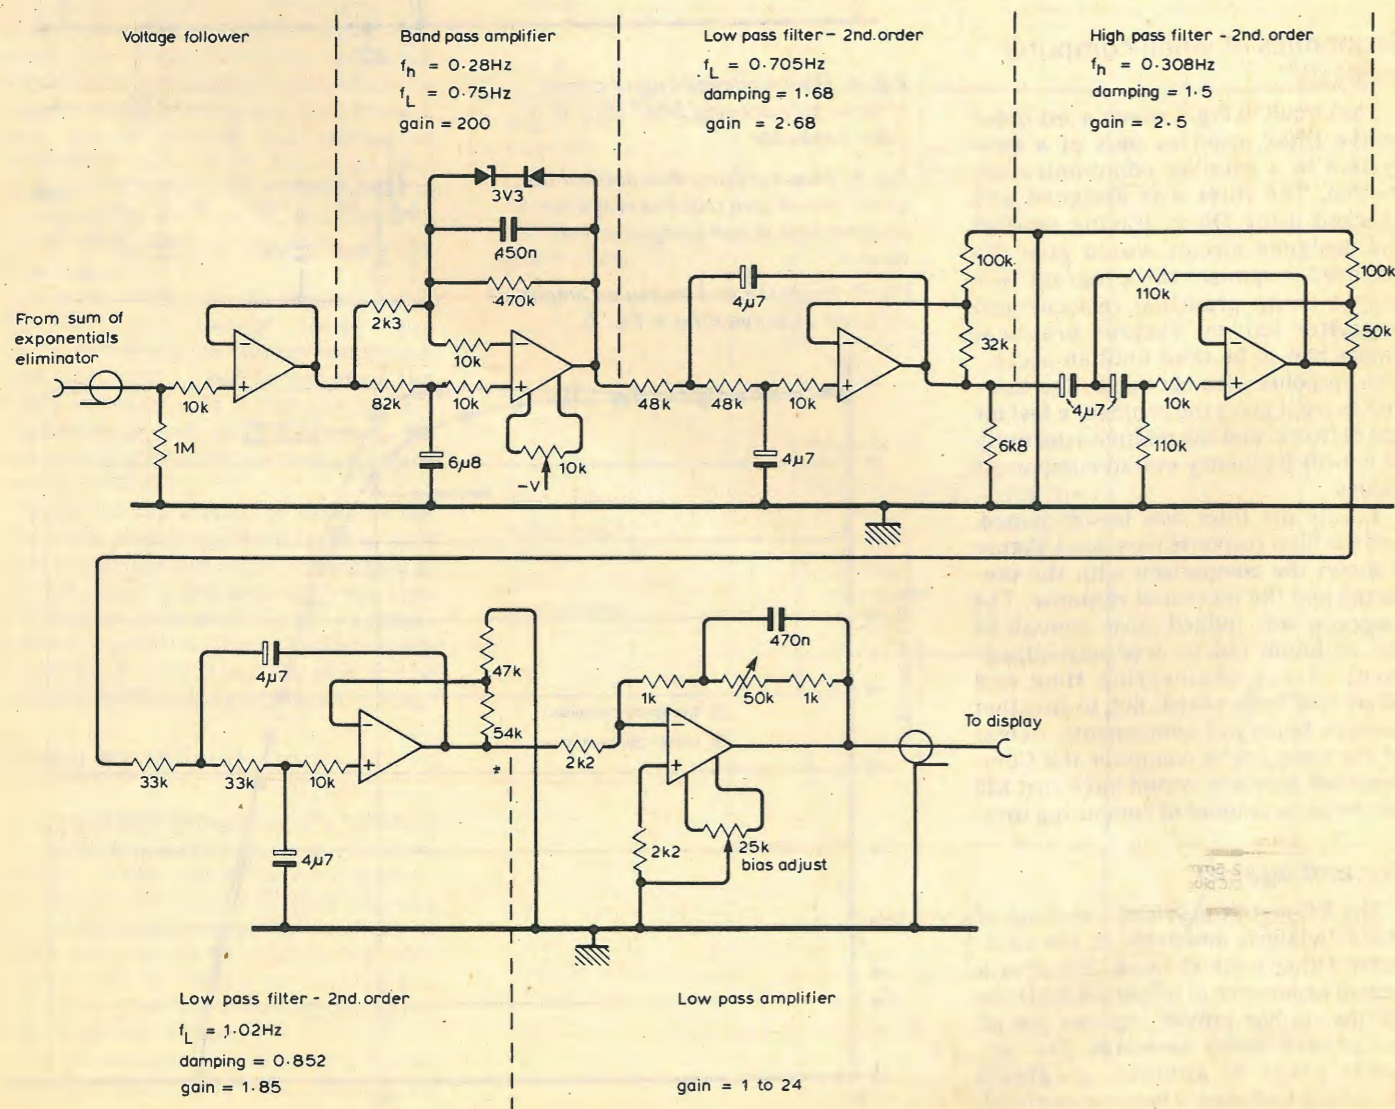 Voltage follower
Band pass amplifier
fh = 0·28Hz
fL = 0·75Hz
gain = 200
Low pass filter - 2nd. order
fL = 0·705Hz
damping = 1·68
gain = 2·68
High pass filter - 2nd. order
fh = 0·308Hz
damping = 1·5
gain = 2·5
From sum of
exponentials
eliminator
10k
1M
−
+
3V3
450n
470k
2k3
10k
82k
10k
−
+
6µ8
10k
−V
4µ7
48k
48k
10k
−
+
4µ7
100k
32k
6k8
110k
4µ7
10k
110k
−
+
100k
50k
4µ7
33k
33k
10k
−
+
4µ7
47k
54k
*
470n
1k
50k
1k
2k2
−
+
2k2
25k
bias adjust
To display
Low pass filter - 2nd. order
fL = 1·02Hz
damping = 0·852
gain = 1·85
Low pass amplifier
gain = 1 to 24